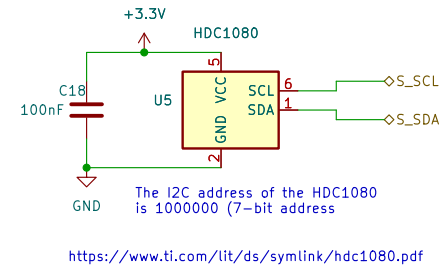 +3.3V
HDC1080
5
VCC
C18
100nF
U5
SCL
6
S_SCL
SDA
1
S_SDA
GND
2
GND
The I2C address of the HDC1080
is 1000000 (7-bit address
https://www.ti.com/lit/ds/symlink/hdc1080.pdf